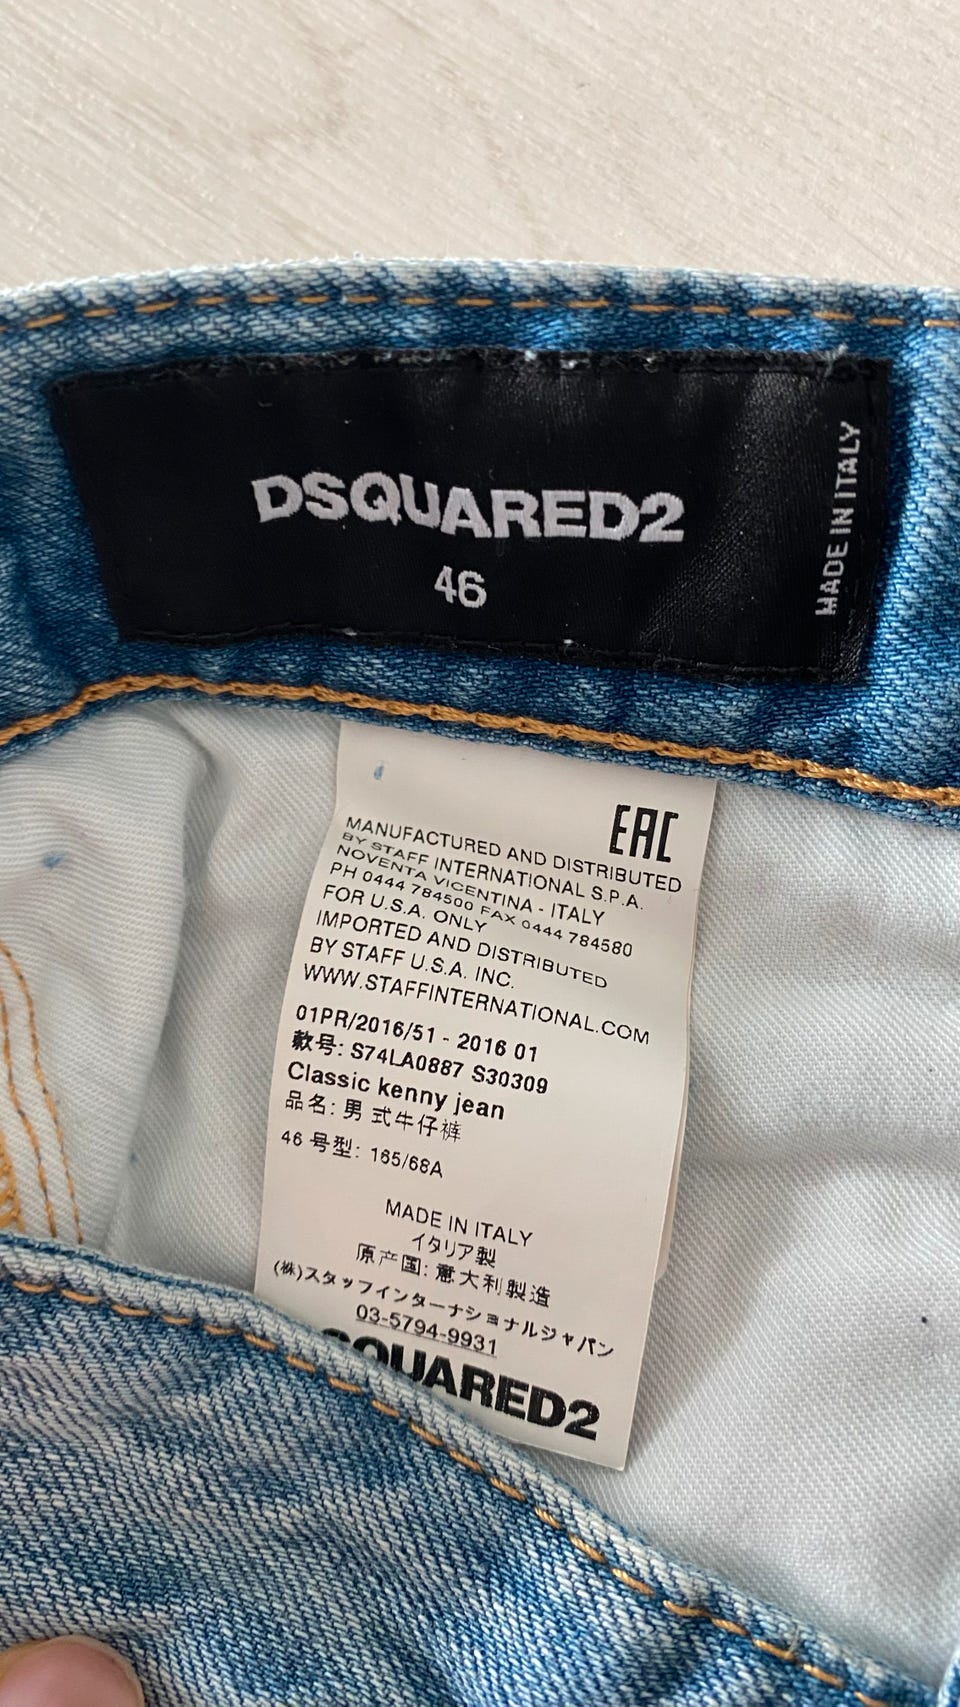 DSQUARED2
46
MADE IN ITALY
EAC
MANUFACTURED AND DISTRIBUTED
BY STAFF INTERNATIONAL S.P.A.
NOVENTA VICENTINA - ITALY
PH 0444 784500 FAX 0444 784580
FOR U.S.A. ONLY
IMPORTED AND DISTRIBUTED
BY STAFF U.S.A. INC.
WWW.STAFFINTERNATIONAL.COM
01PR/2016/51 - 2016 01
款号: S74LA0887 S30309
Classic kenny jean
品名: 男 式牛仔裤
46 号型: 165/68A
MADE IN ITALY
イタリア製
原产国: 意大利製造
(株)スタッフインターナショナルジャパン
03-5794-9931
SQUARED2